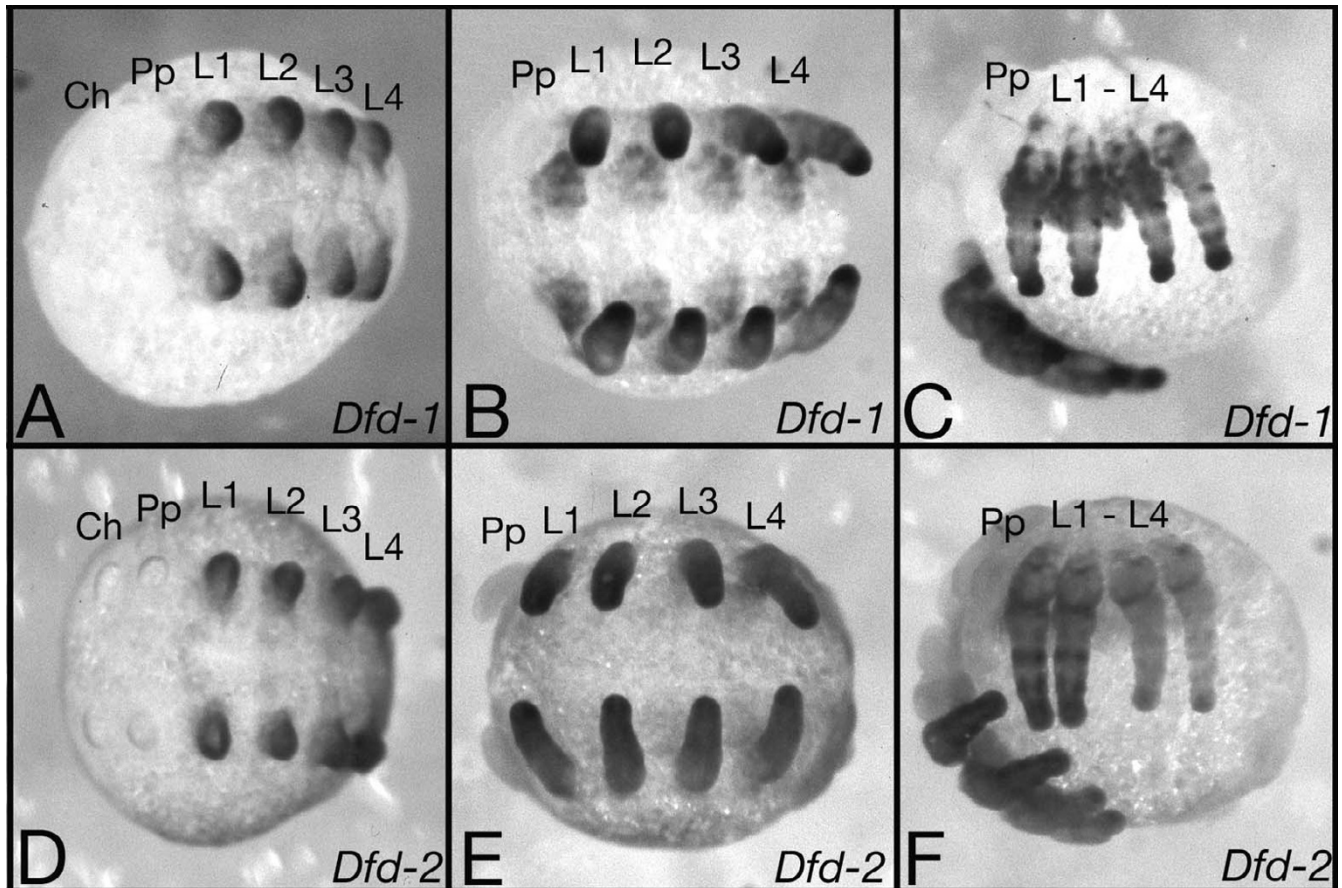 Ch Pp L1 L2 L3 L4
A Dfd-1
Pp L1 L2 L3 L4
B Dfd-1
Pp L1 - L4
C Dfd-1
Ch Pp L1 L2 L3 L4
D Dfd-2
Pp L1 L2 L3 L4
E Dfd-2
Pp L1 - L4
F Dfd-2